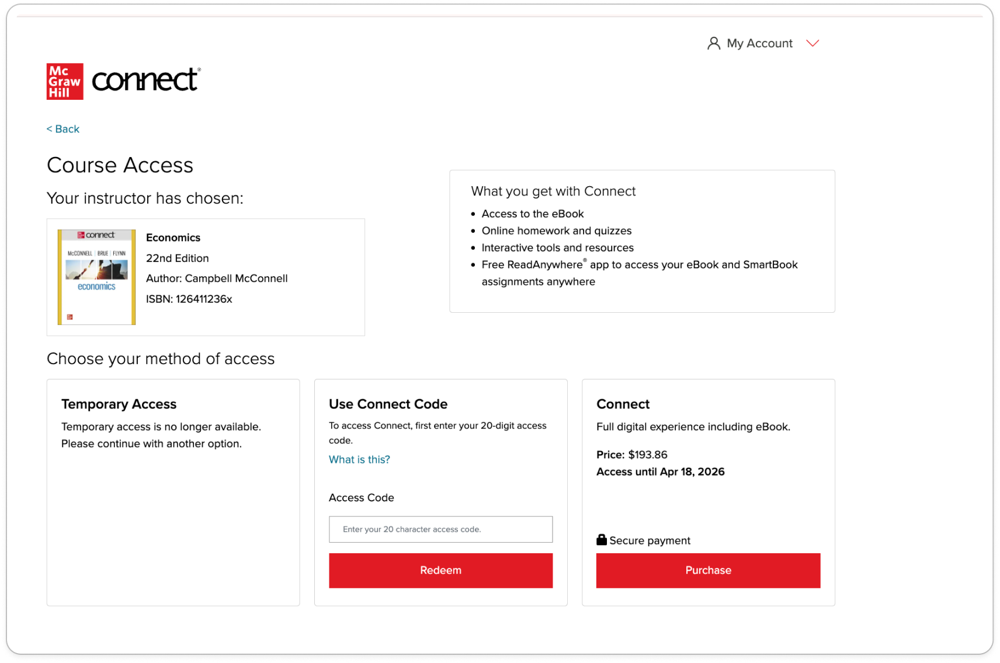 My Account
Mc
Graw
Hill
connect®
< Back
Course Access
Your instructor has chosen:
connect
McCONNELL | BRUE | FLYNN
economics
Economics
22nd Edition
Author: Campbell McConnell
ISBN: 126411236x
What you get with Connect
• Access to the eBook
• Online homework and quizzes
• Interactive tools and resources
• Free ReadAnywhere® app to access your eBook and SmartBook
assignments anywhere
Choose your method of access
Temporary Access
Temporary access is no longer available.
Please continue with another option.
Use Connect Code
To access Connect, first enter your 20-digit access
code.
What is this?
Access Code
Enter your 20 character access code.
Redeem
Connect
Full digital experience including eBook.
Price: $193.86
Access until Apr 18, 2026
Secure payment
Purchase